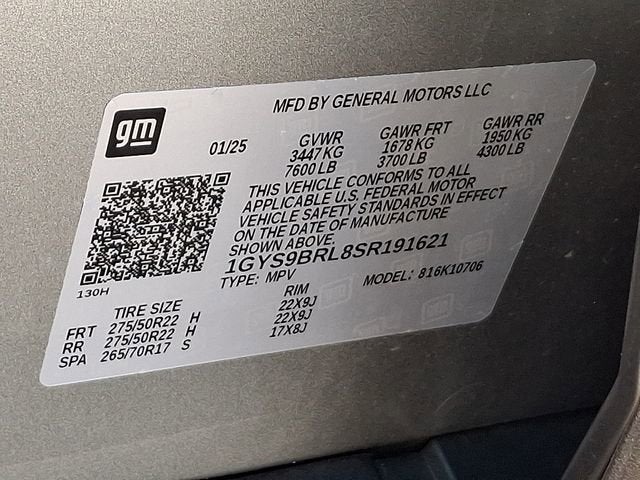 gm
MFD BY GENERAL MOTORS LLC
01/25 GVWR GAWR FRT GAWR RR
3447 KG 1678 KG 1950 KG
7600 LB 3700 LB 4300 LB
THIS VEHICLE CONFORMS TO ALL
APPLICABLE U.S. FEDERAL MOTOR
VEHICLE SAFETY STANDARDS IN EFFECT
ON THE DATE OF MANUFACTURE
SHOWN ABOVE.
1GYS9BRL8SR191621
130H
TYPE: MPV MODEL: 816K10706
TIRE SIZE RIM
FRT 275/50R22 H 22X9J
RR 275/50R22 H 22X9J
SPA 265/70R17 S 17X8J